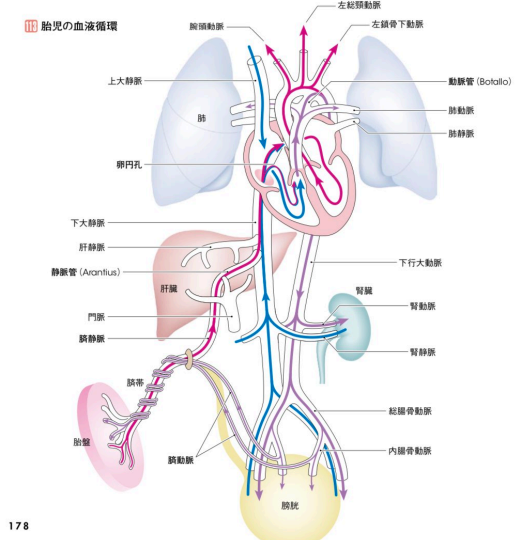 図 胎児の血液循環
左総頸動脈
腕頭動脈
左鎖骨下動脈
上大静脈
動脈管（Botallo）
肺
肺動脈
肺静脈
卵円孔
下大静脈
肝静脈
静脈管（Arantius）
下行大動脈
肝臓
腎臓
腎動脈
門脈
臍静脈
腎静脈
臍帯
総腸骨動脈
胎盤
臍動脈
内腸骨動脈
膀胱
178